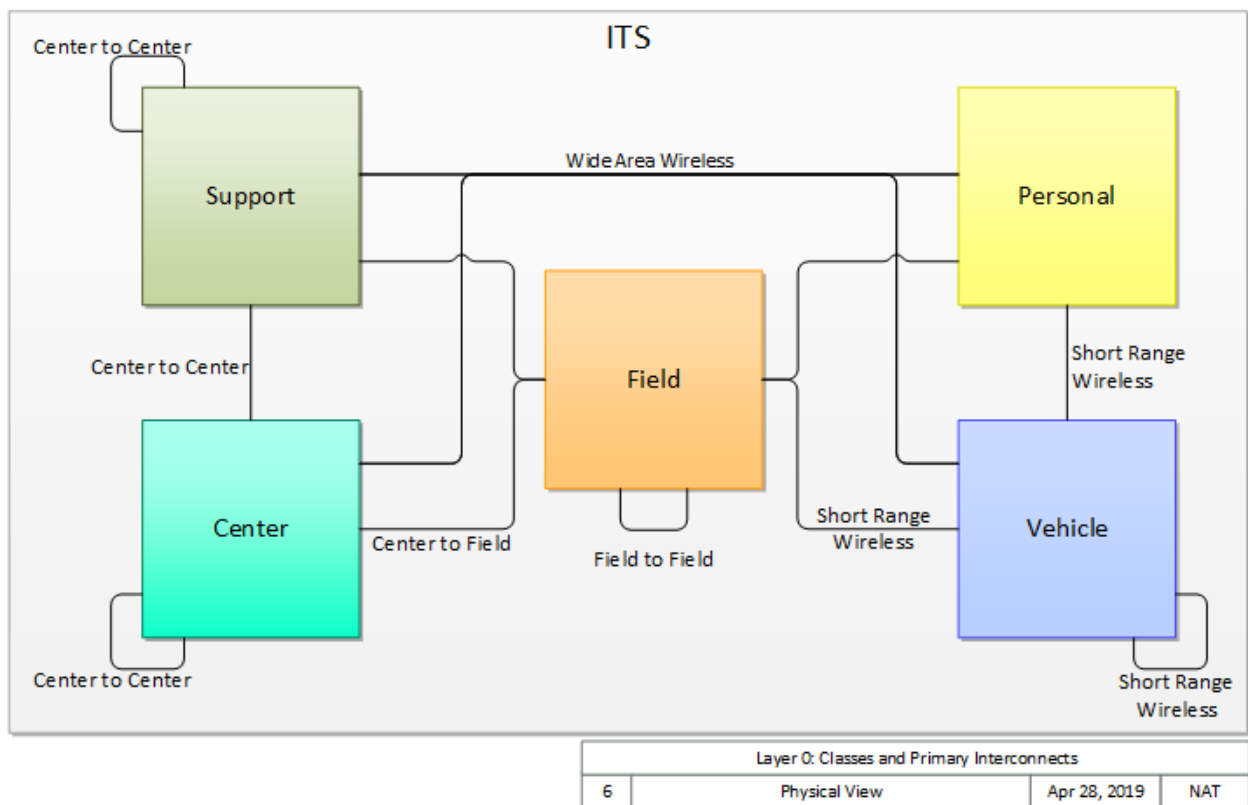 ITS
Center to Center
Wide Area Wireless
Support
Personal
Center to Center
Field
Short Range
Wireless
Center
Center to Field
Field to Field
Short Range
Wireless
Vehicle
Center to Center
Short Range
Wireless
Layer 0: Classes and Primary Interconnects
6 Physical View Apr 28, 2019 NAT